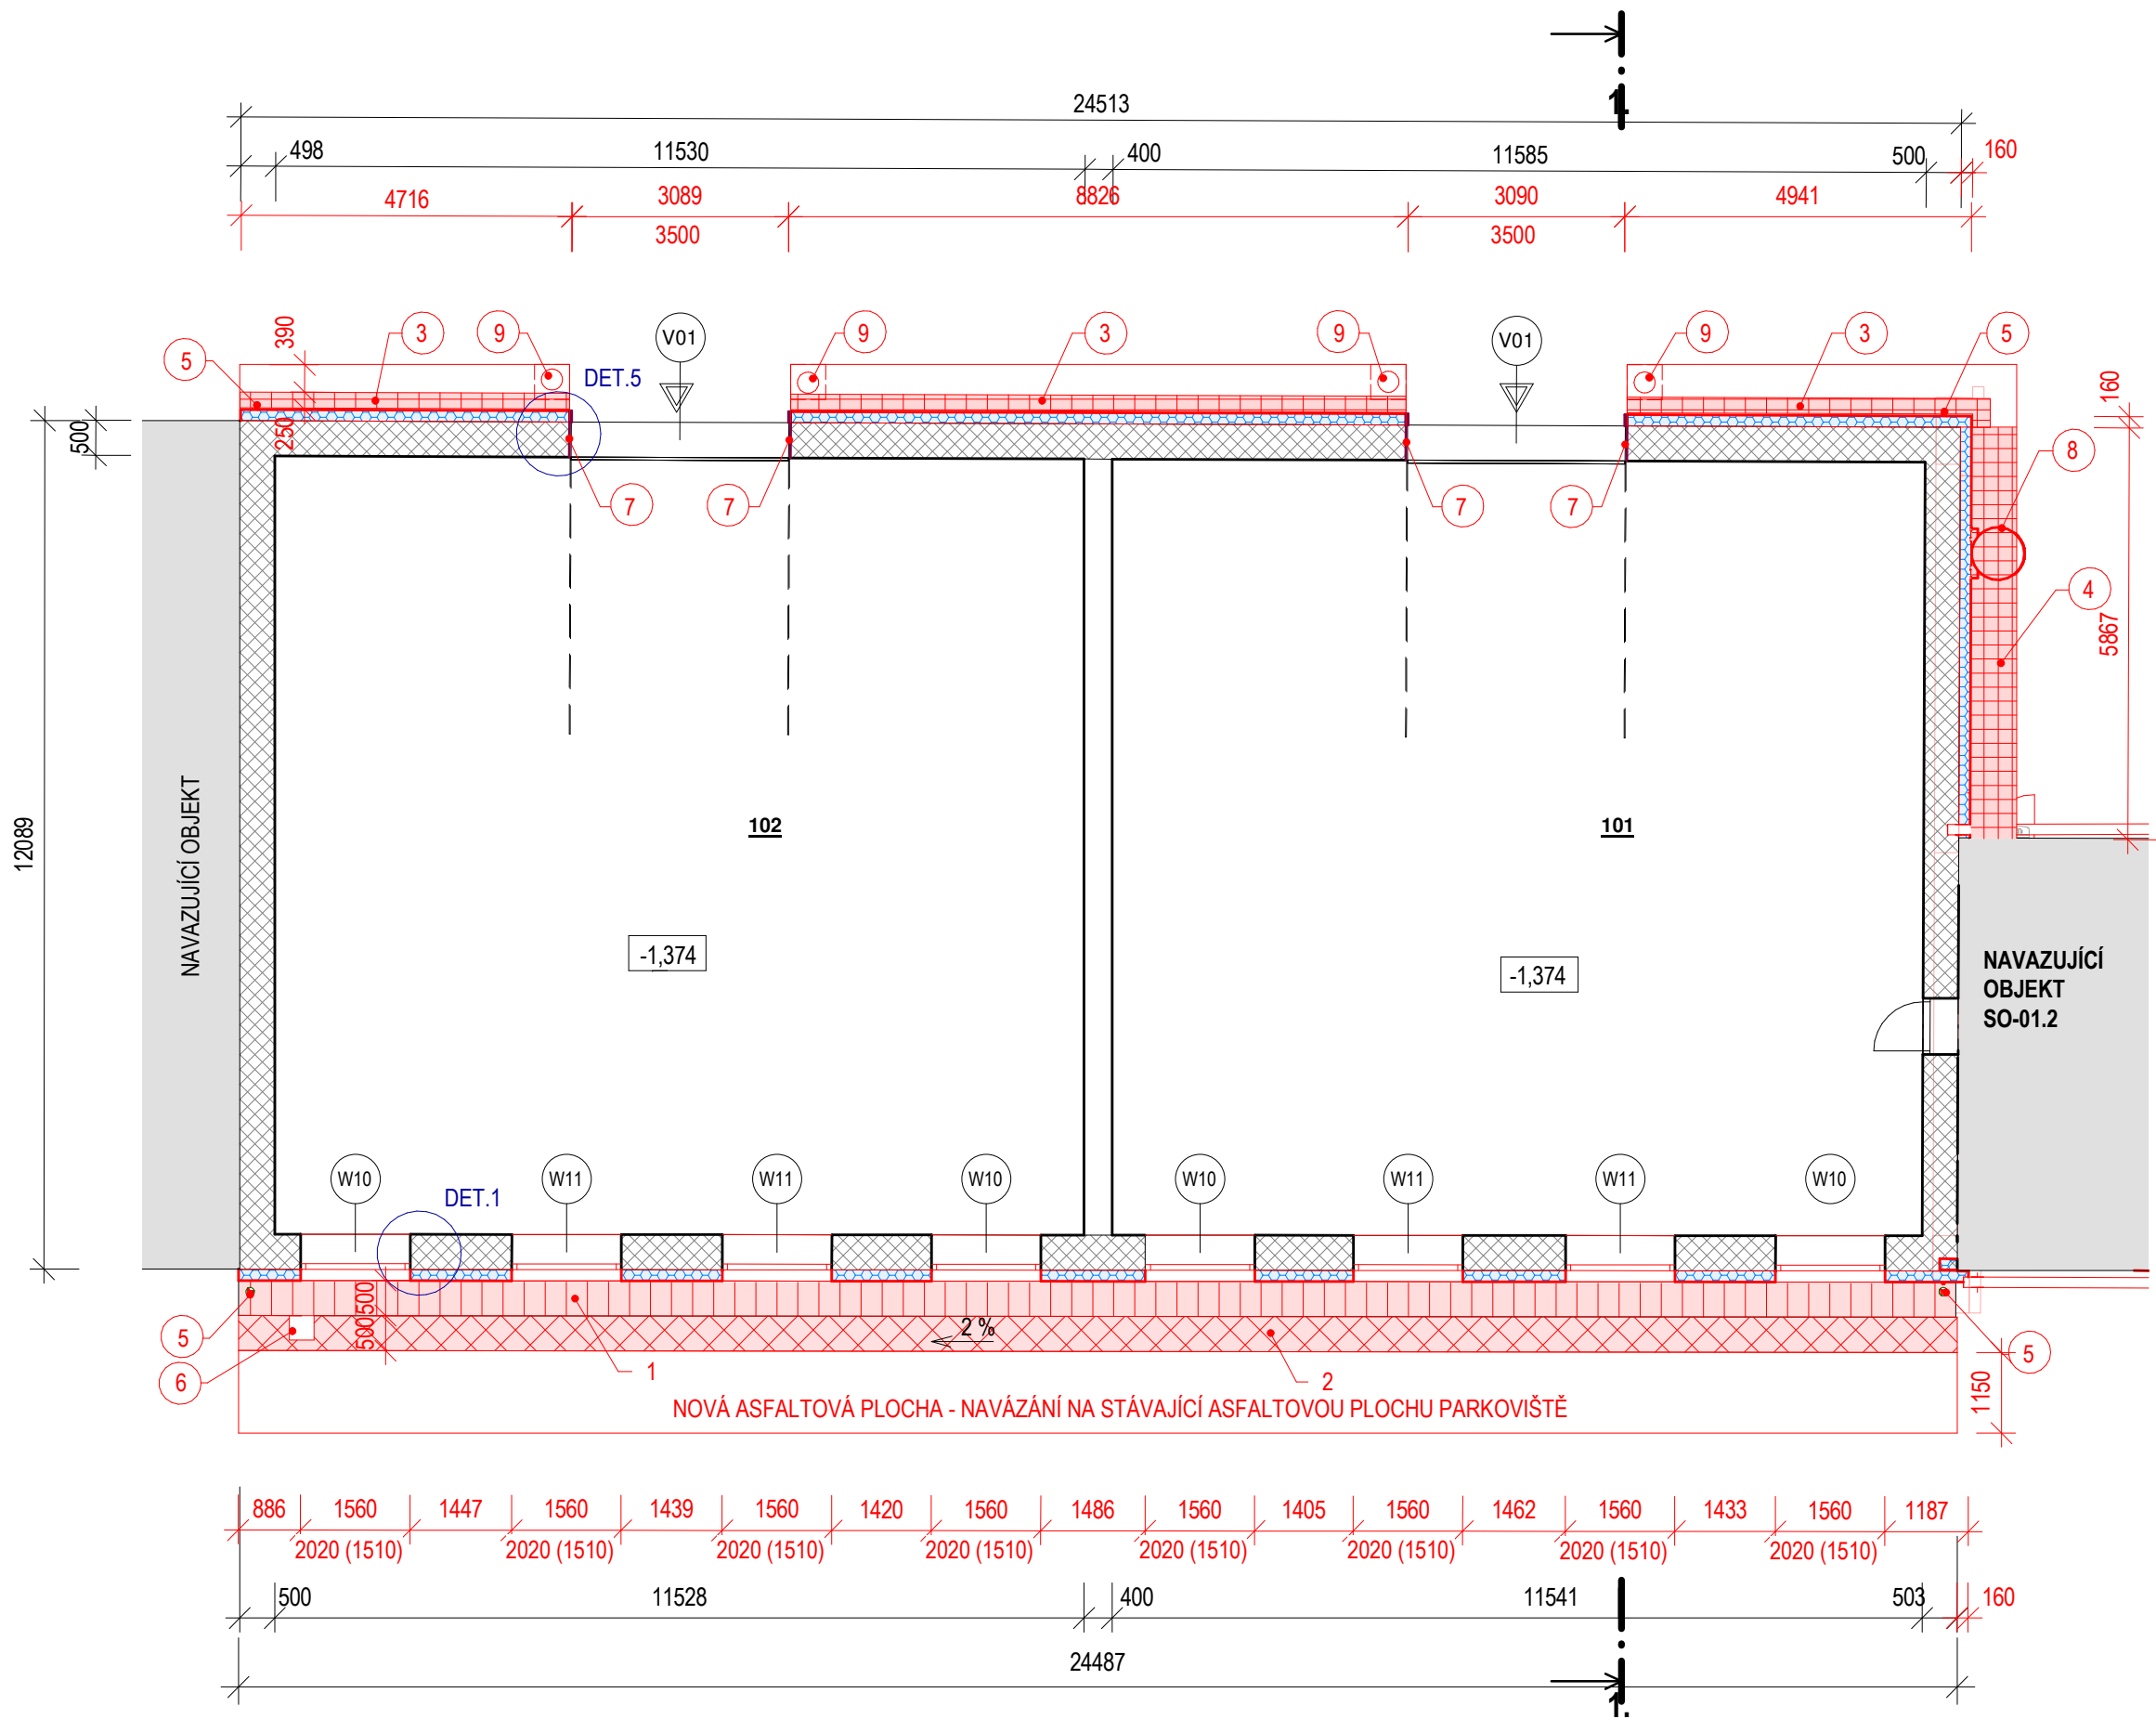 1.
24513
498 11530 400 11585 500 160
4716 3089 8826 3090 4941
3500 3500
390
3 9 V01 9 3 9 V01 9 3 5
5
DET.5
160
500
250
8
7 7 7 7
4
5867
NAVAZUJÍCÍ OBJEKT
12089
102 101
-1,374
-1,374
NAVAZUJÍCÍ
OBJEKT
SO-01.2
W10 W11 W11 W10 W10 W11 W11 W10
DET.1
500
500
2 %
5
6
1
2
5
1150
NOVÁ ASFALTOVÁ PLOCHA - NAVÁZÁNÍ NA STÁVAJÍCÍ ASFALTOVOU PLOCHU PARKOVIŠTĚ
886 1560 1447 1560 1439 1560 1420 1560 1486 1560 1405 1560 1462 1560 1433 1560 1187
2020 (1510) 2020 (1510) 2020 (1510) 2020 (1510) 2020 (1510) 2020 (1510) 2020 (1510) 2020 (1510)
500 11528 400 11541 503 160
24487
1.